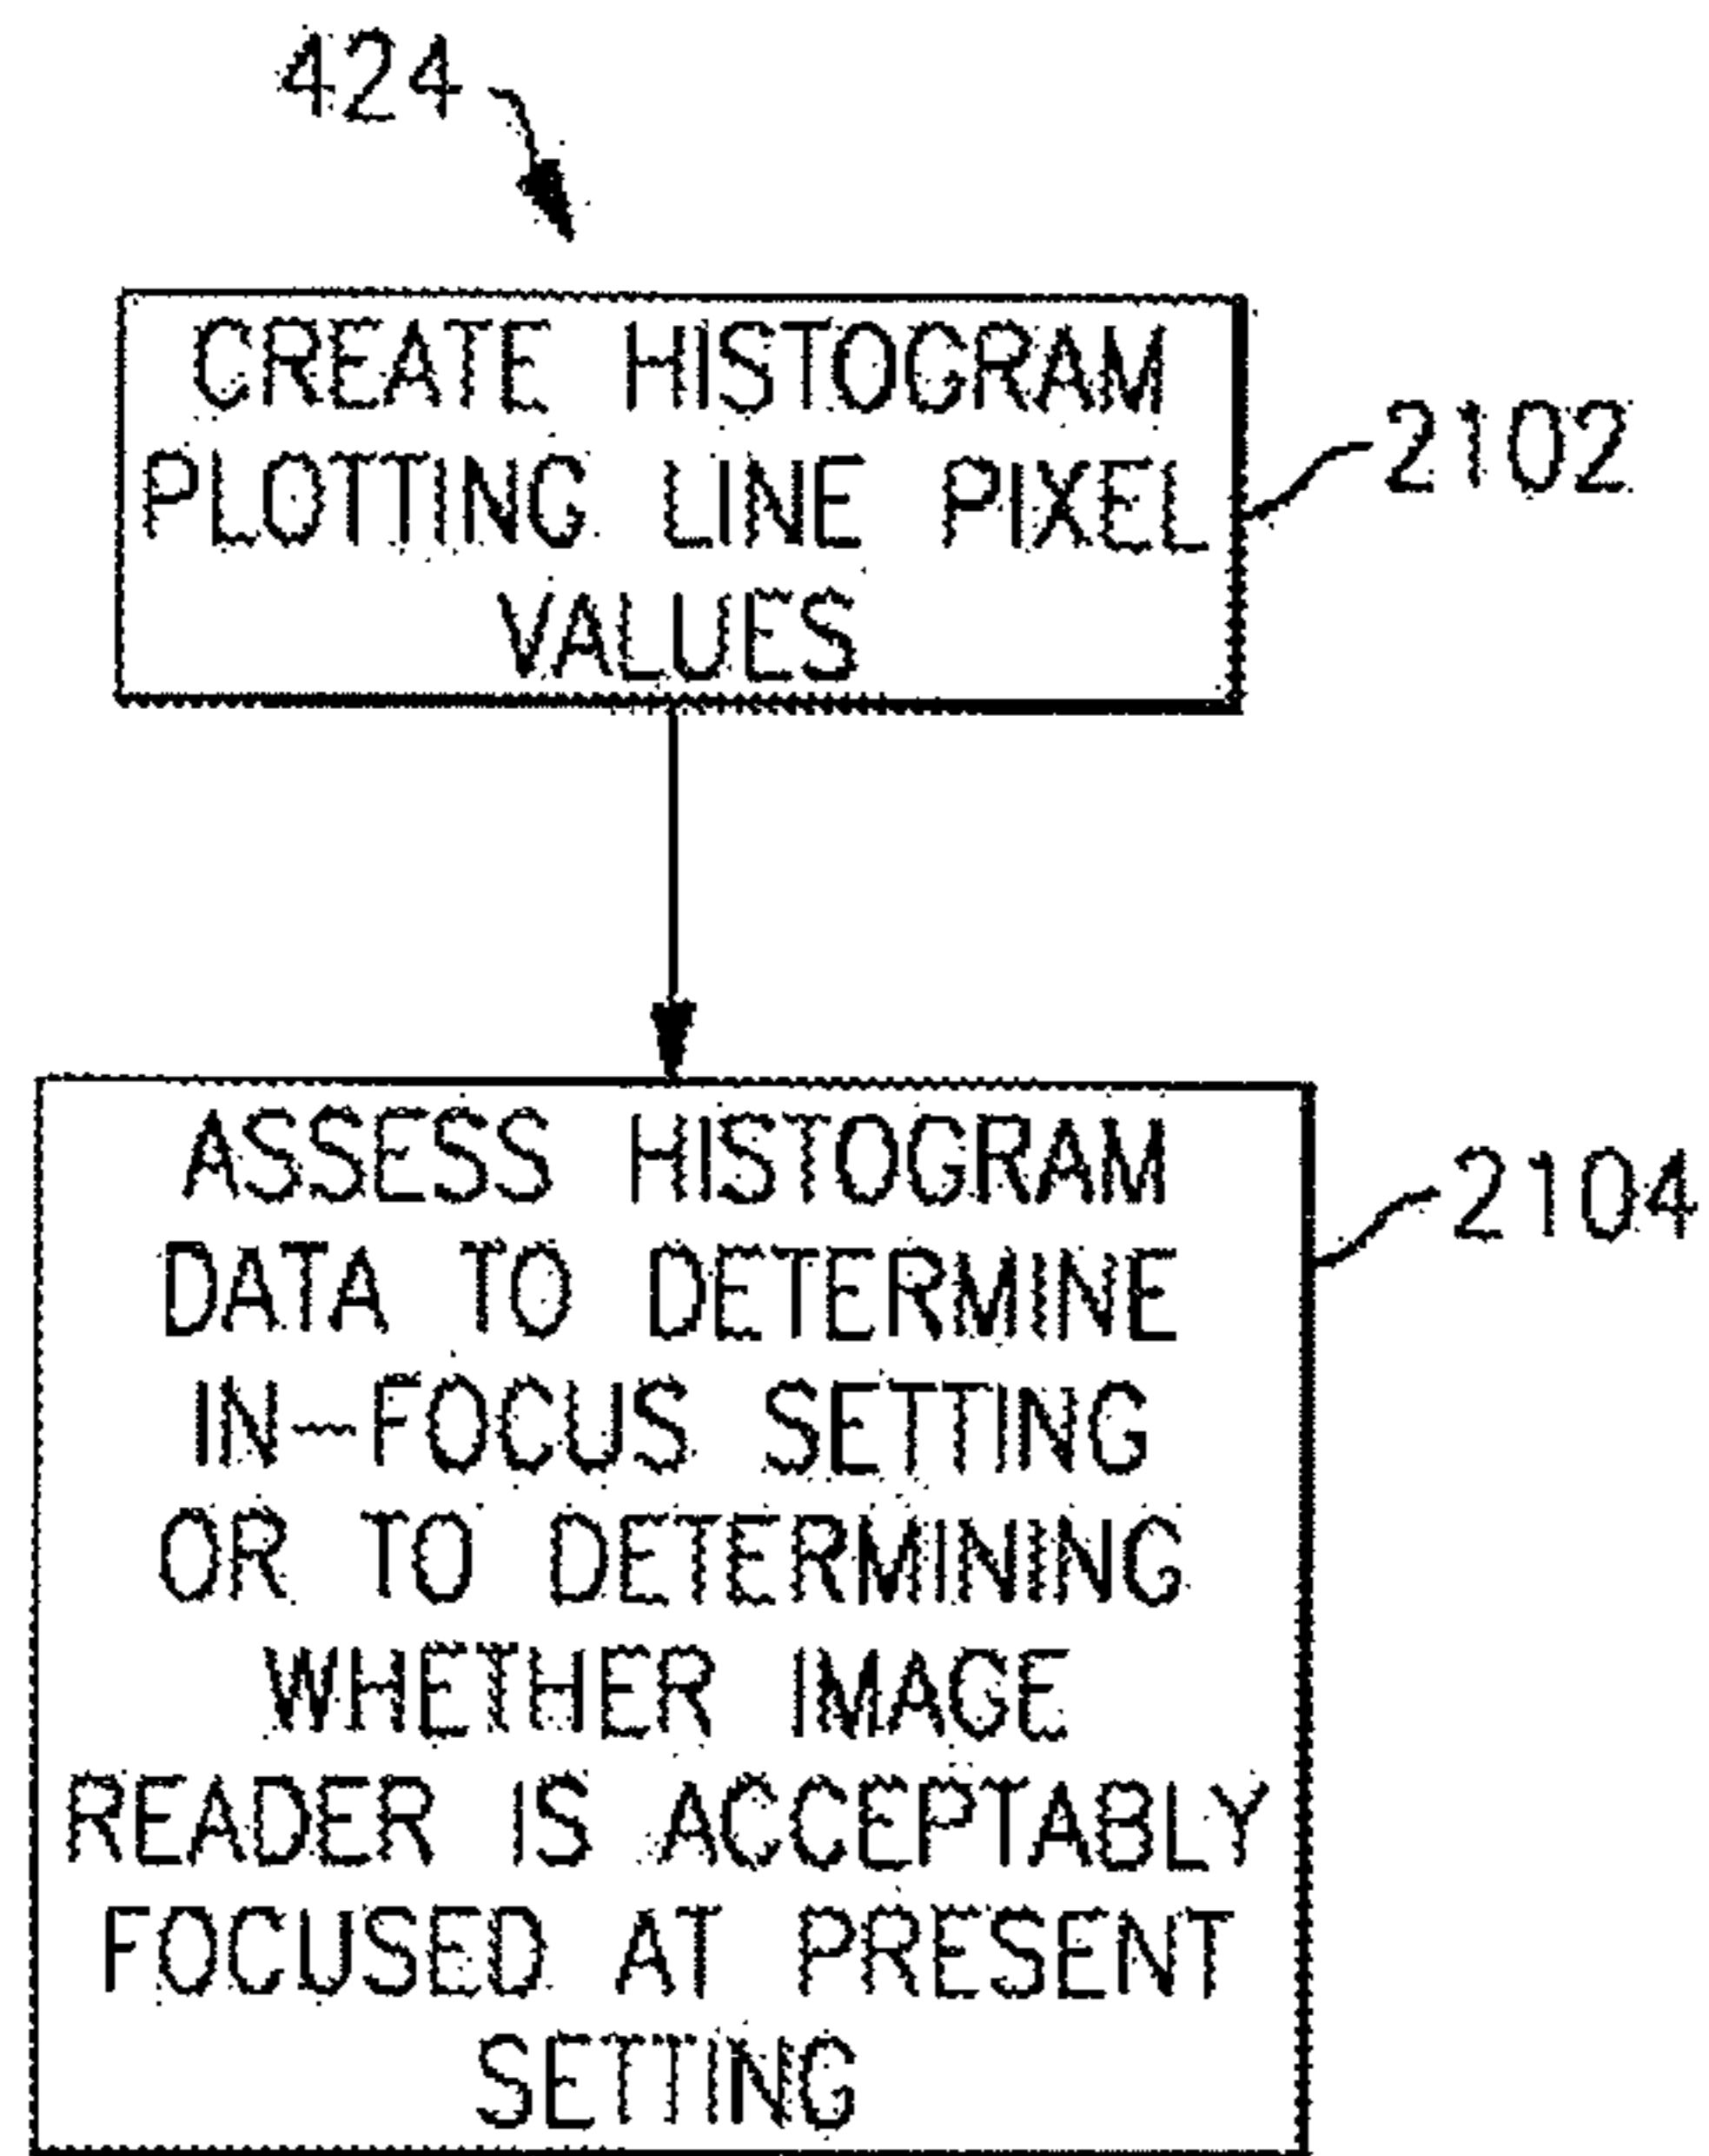 424
CREATE HISTOGRAM
PLOTTING LINE PIXEL
VALUES
2102
ASSESS HISTOGRAM
DATA TO DETERMINE
IN-FOCUS SETTING
OR TO DETERMINING
WHETHER IMAGE
READER IS ACCEPTABLY
FOCUSED AT PRESENT
SETTING
2104